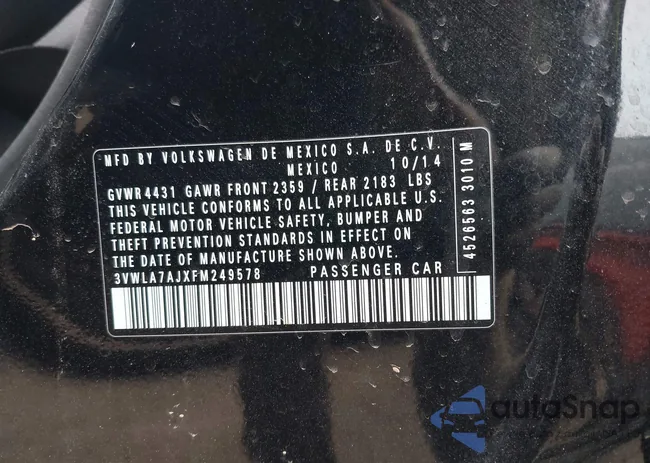 MFD BY VOLKSWAGEN DE MEXICO S.A. DE C.V.
MEXICO 10/14
GVWR 4431 GAWR FRONT 2359 / REAR 2183 LBS
THIS VEHICLE CONFORMS TO ALL APPLICABLE U.S.
FEDERAL MOTOR VEHICLE SAFETY, BUMPER AND
THEFT PREVENTION STANDARDS IN EFFECT ON
THE DATE OF MANUFACTURE SHOWN ABOVE.
3VWLA7AJXFM249578 PASSENGER CAR
4526563 3010 M
autoSnap